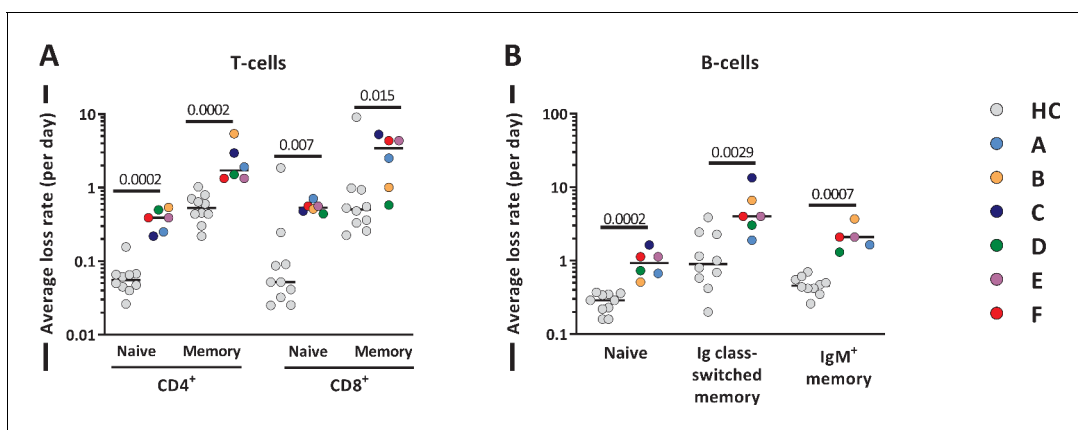 A
T-cells
Average loss rate (per day)
10
1
0.1
0.01
0.0002
0.0002
0.007
0.015
Naive Memory Naive Memory
CD4+ CD8+
B
B-cells
Average loss rate (per day)
100
10
1
0.1
0.0002
0.0029
0.0007
Naive
Ig class-
switched
memory
IgM+
memory
HC
A
B
C
D
E
F